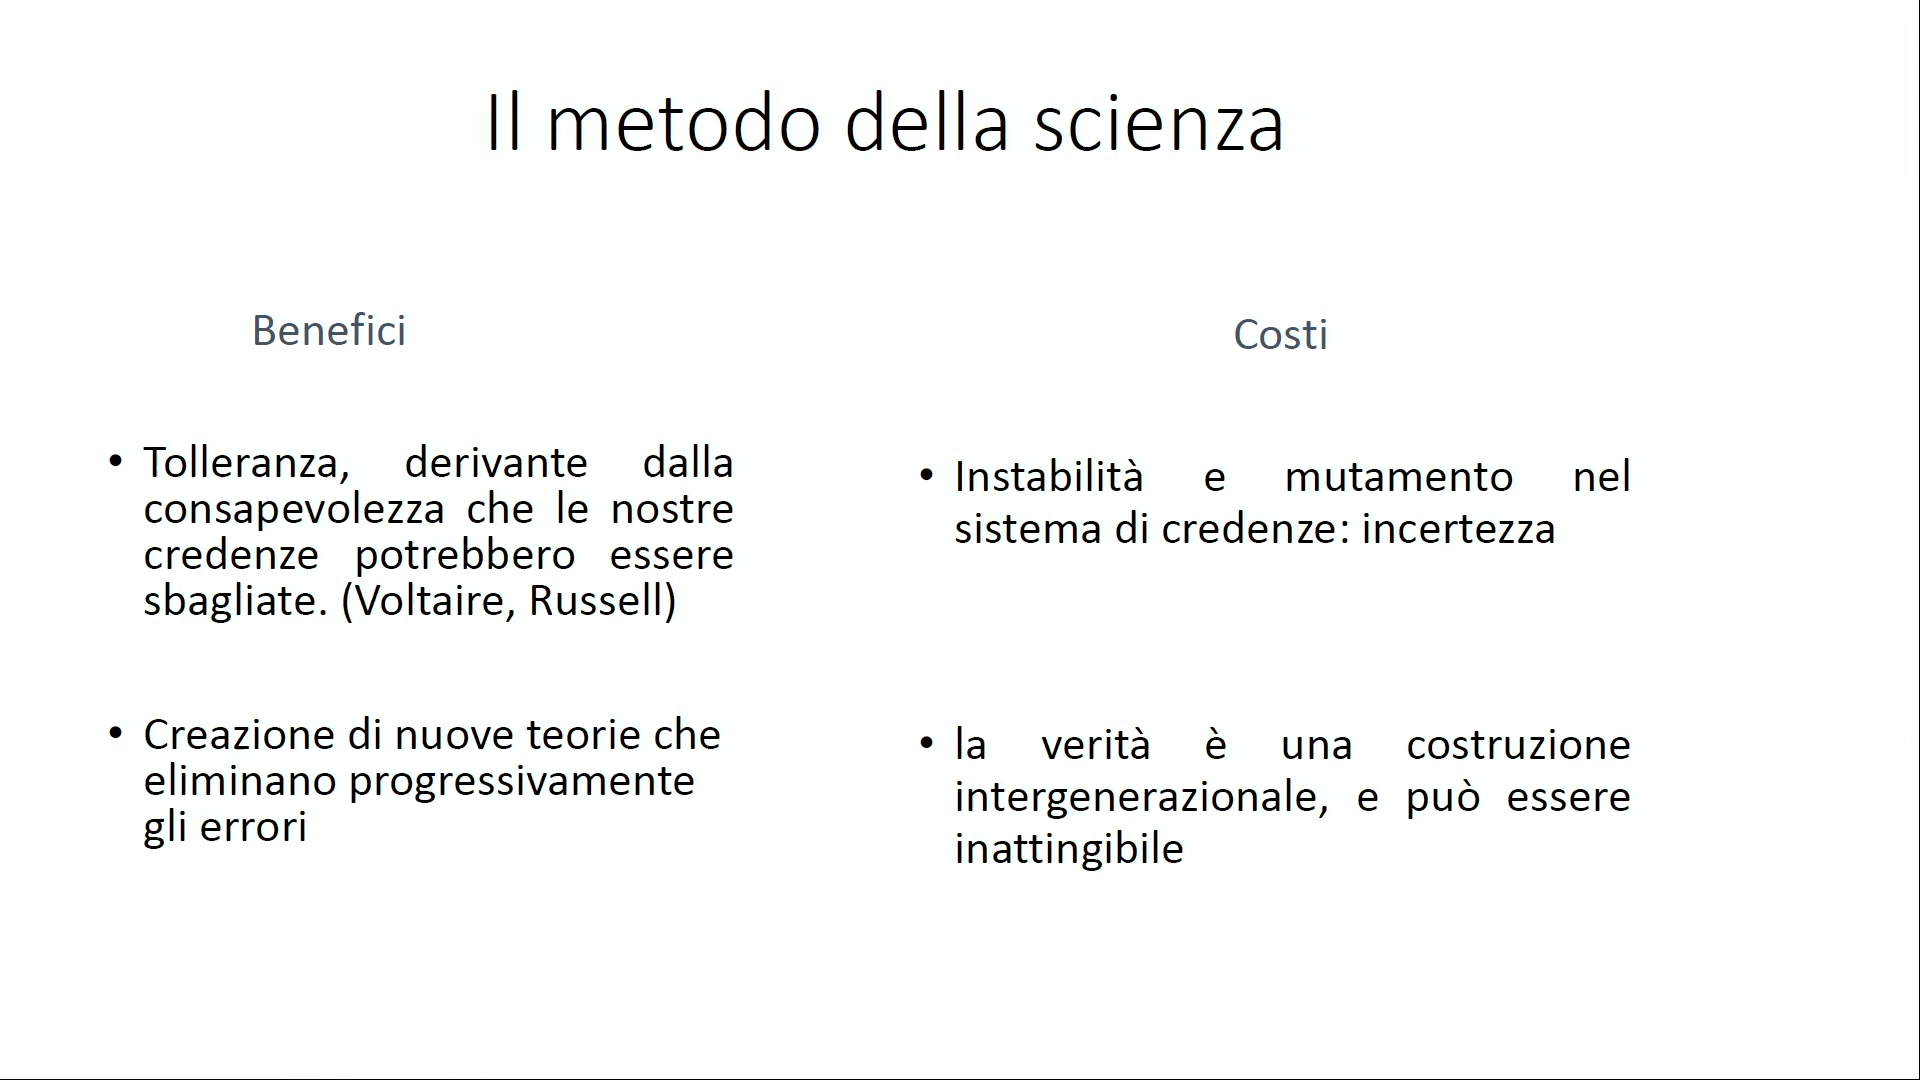 Il metodo della scienza
Benefici
• Tolleranza, derivante dalla
consapevolezza che le nostre
credenze potrebbero essere
sbagliate. (Voltaire, Russell)
• Creazione di nuove teorie che
eliminano progressivamente
gli errori
Costi
• Instabilità e mutamento nel
sistema di credenze: incertezza
• la verità è una costruzione
intergenerazionale, e può essere
inattingibile